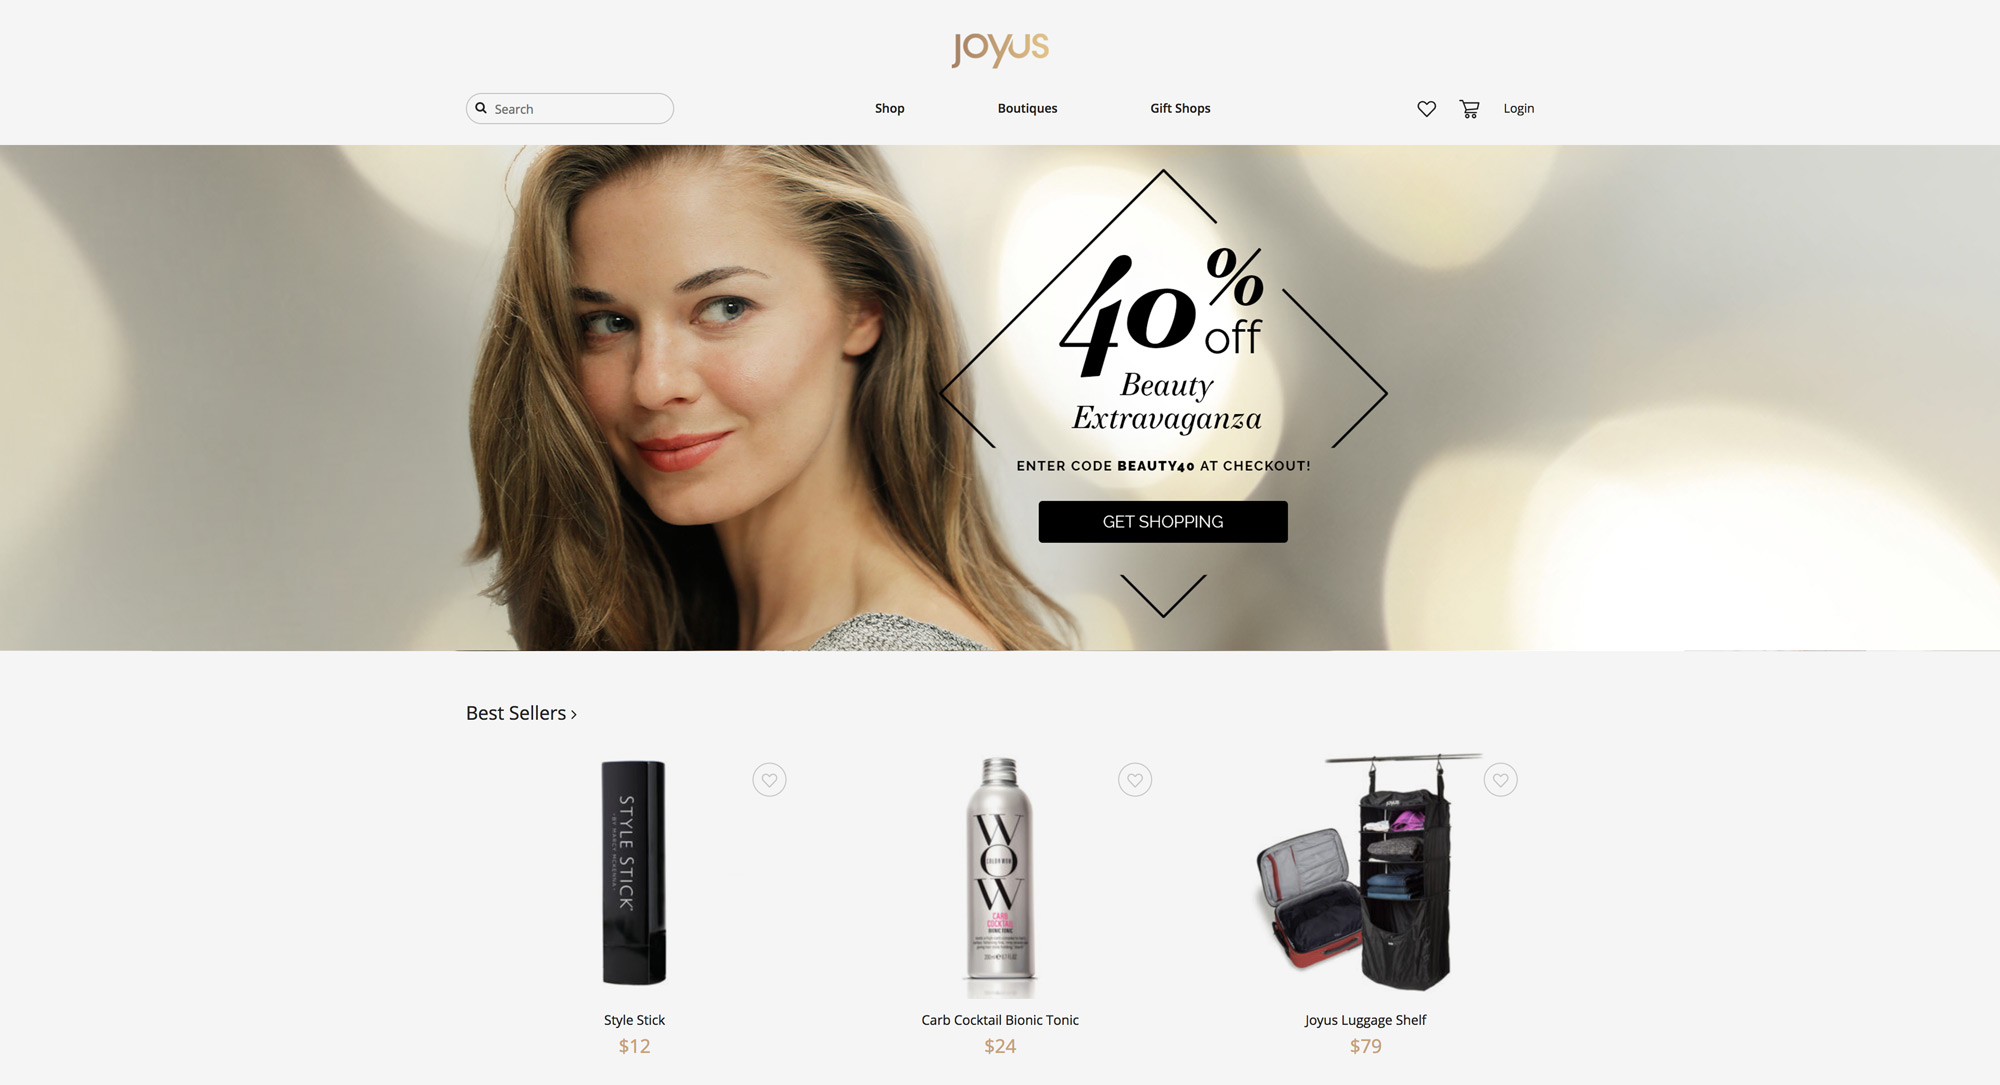 JOYUS
Search
Shop
Boutiques
Gift Shops
Login
40% off
Beauty
Extravaganza
ENTER CODE BEAUTY40 AT CHECKOUT!
GET SHOPPING
Best Sellers ›
STYLE STICK
BY MARCY MCKENNA
WOW
COLOR WOW
CARB
COCKTAIL
BIONIC TONIC
joyus
Style Stick
Carb Cocktail Bionic Tonic
Joyus Luggage Shelf
$12
$24
$79